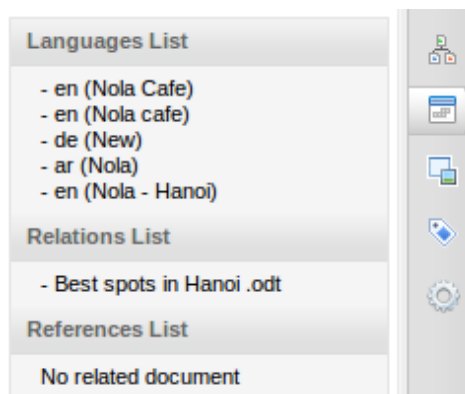 Languages List
- en (Nola Cafe)
- en (Nola cafe)
- de (New)
- ar (Nola)
- en (Nola - Hanoi)
Relations List
- Best spots in Hanoi .odt
References List
No related document